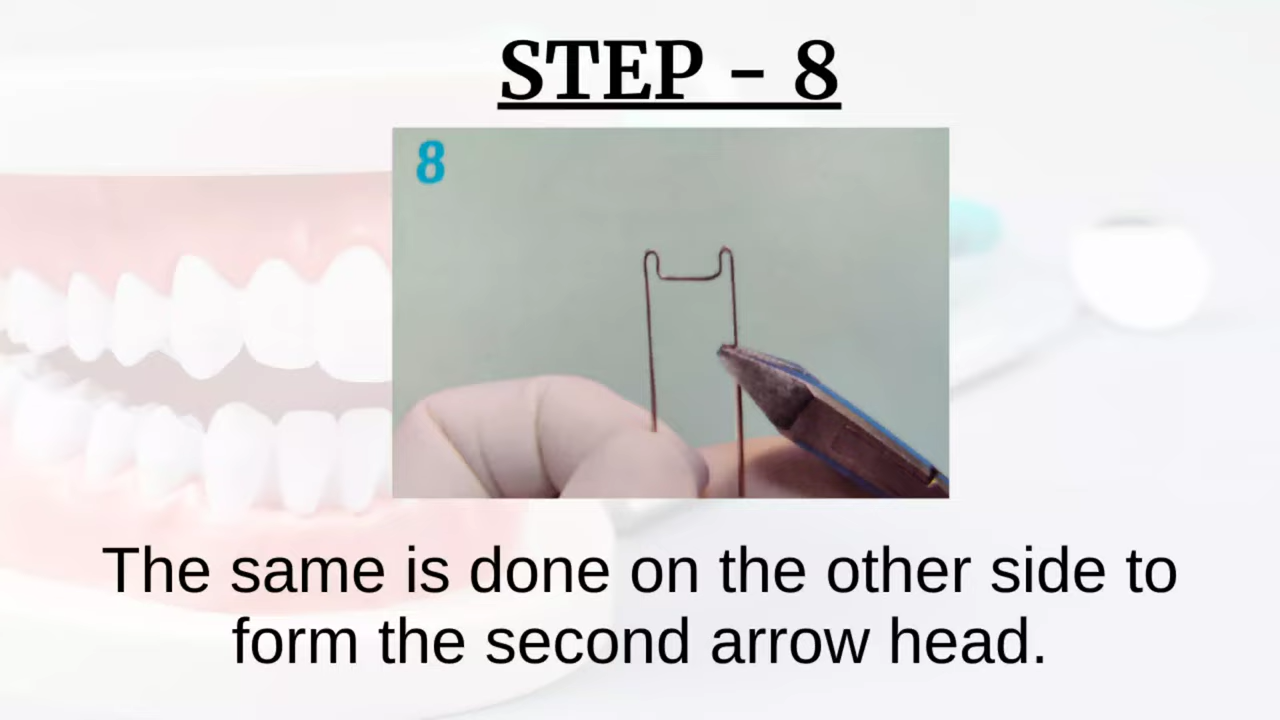 STEP - 8
8
The same is done on the other side to
form the second arrow head.